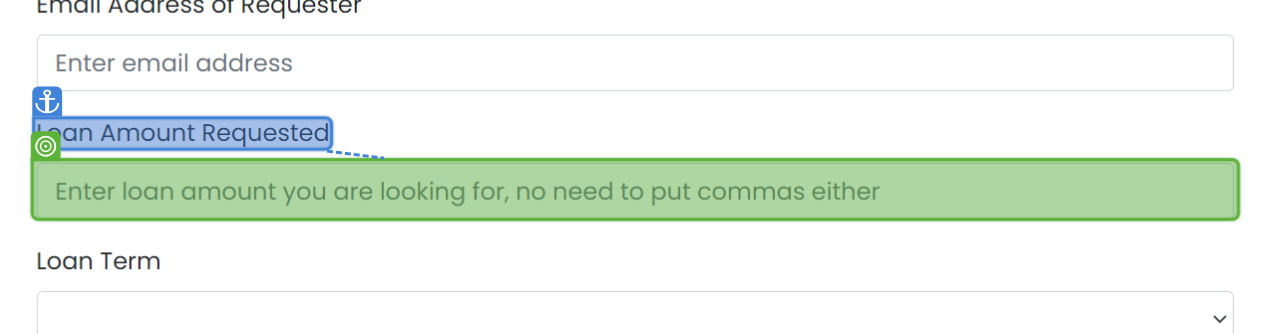 Email Address of Requester
Enter email address
Loan Amount Requested
Enter loan amount you are looking for, no need to put commas either
Loan Term